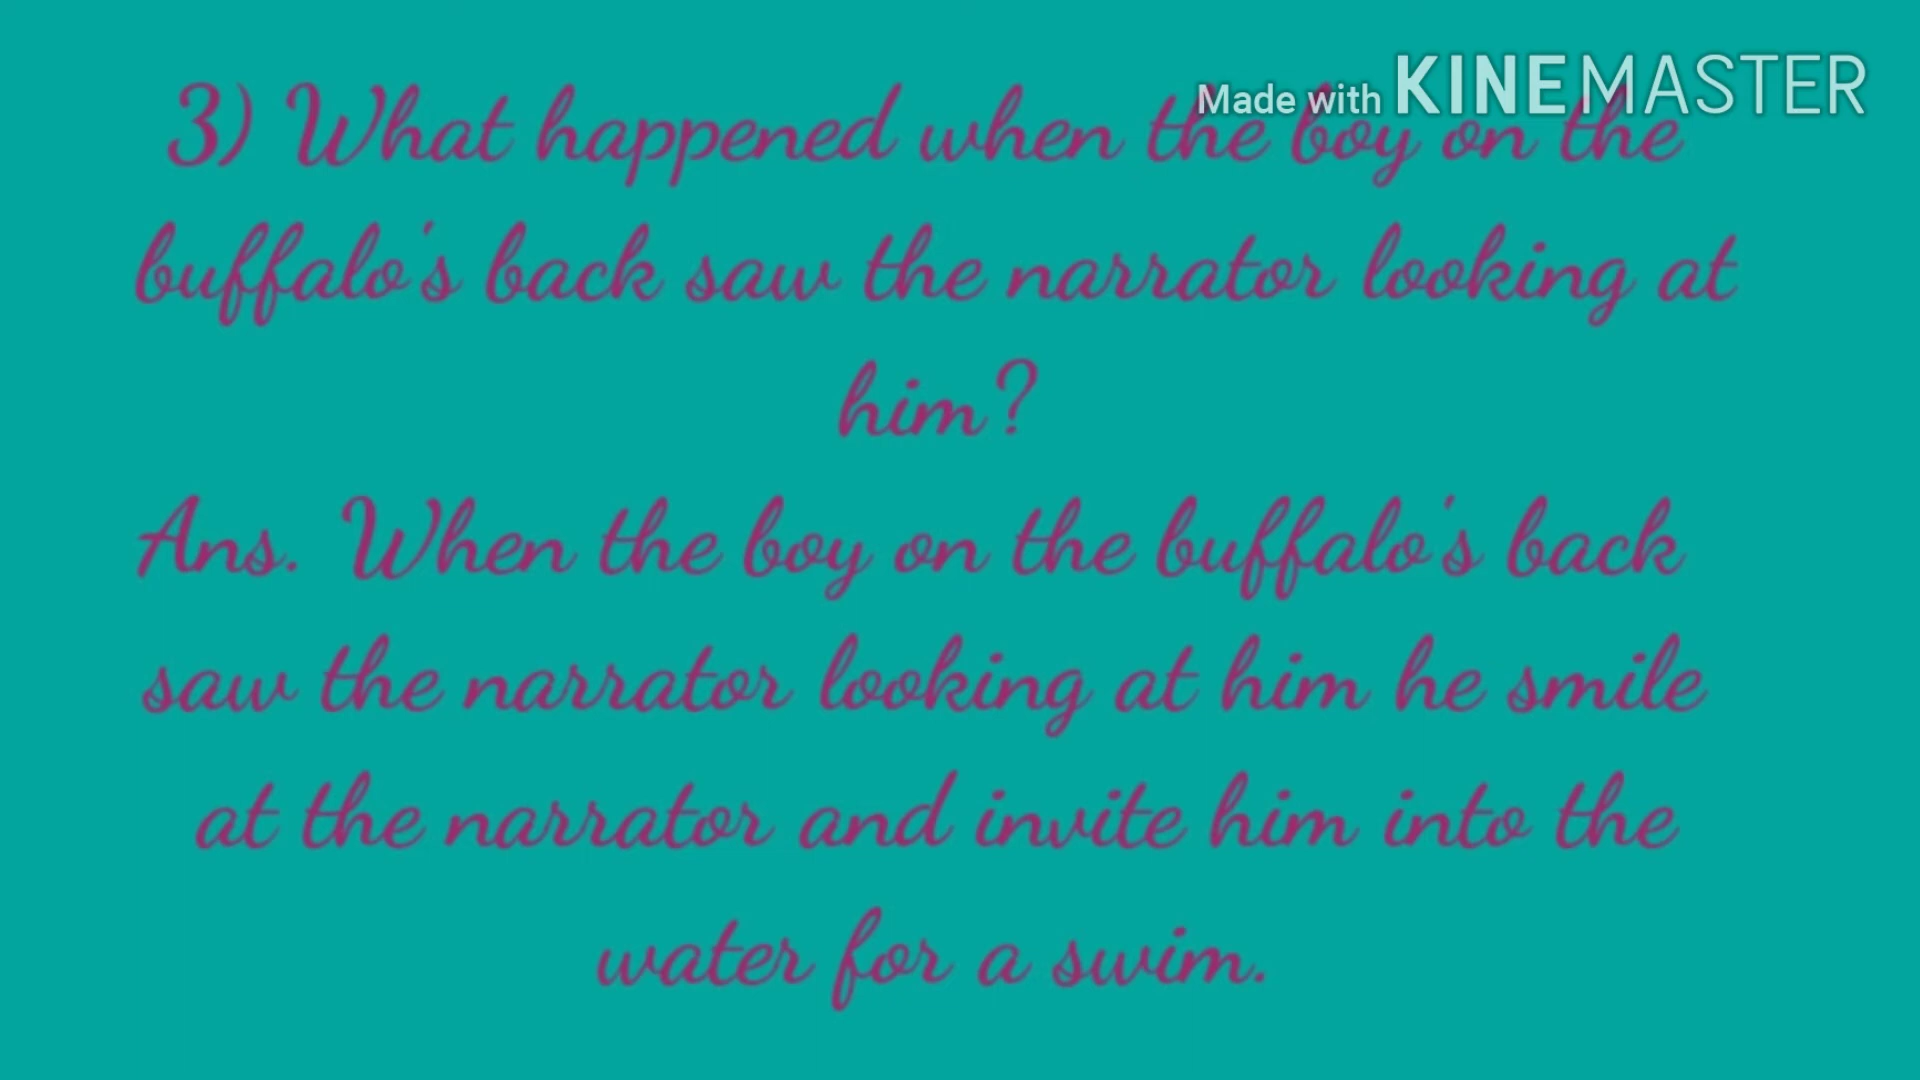 Made with KINEMASTER
3) What happened when the boy on the
buffalo's back saw the narrator looking at
him?
Ans. When the boy on the buffalo's back
saw the narrator looking at him he smile
at the narrator and invite him into the
water for a swim.